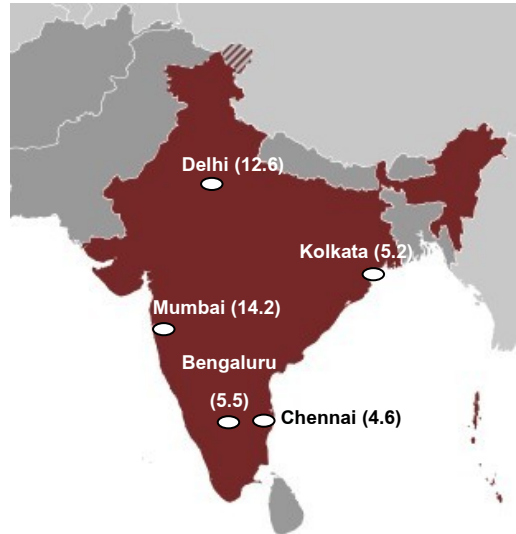 Delhi (12.6)
Kolkata (5.2)
Mumbai (14.2)
Bengaluru
(5.5)
Chennai (4.6)